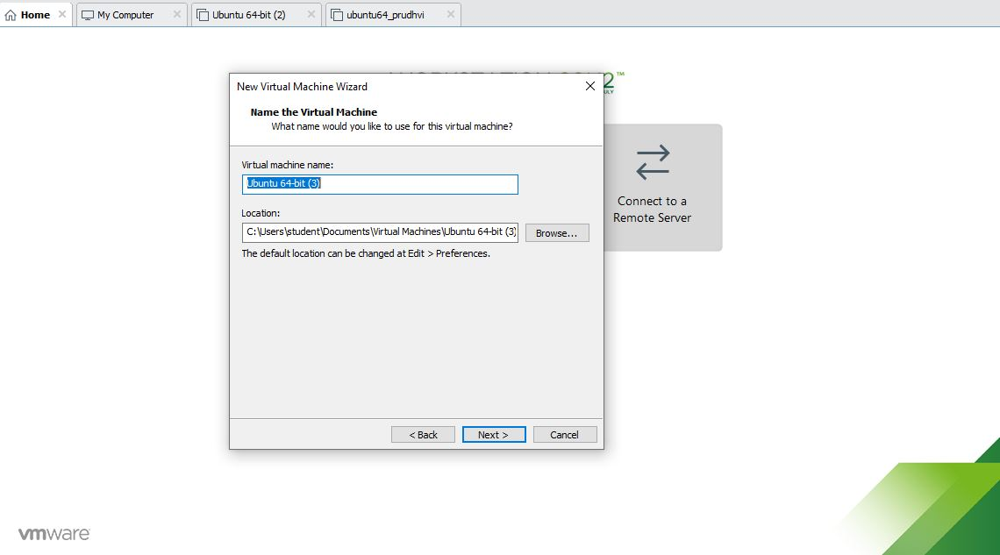 Home
My Computer
Ubuntu 64-bit (2)
ubuntu64_prudhvi
2™
New Virtual Machine Wizard
Name the Virtual Machine
What name would you like to use for this virtual machine?
Virtual machine name:
Ubuntu 64-bit (3)
Location:
C:\Users\student\Documents\Virtual Machines\Ubuntu 64-bit (3)
Browse...
The default location can be changed at Edit > Preferences.
Connect to a
Remote Server
< Back
Next >
Cancel
vmware